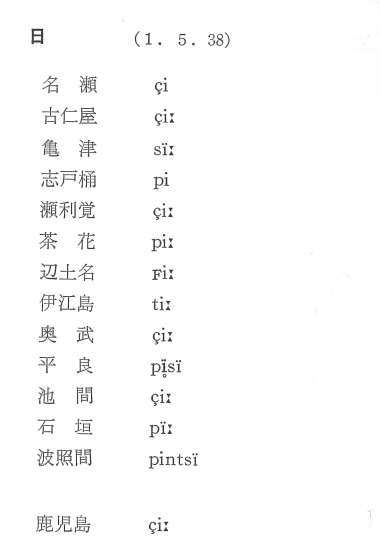 日 (1. 5. 38)
名瀬 çi
古仁屋 çiː
亀津 sïː
志戸桶 pi
瀬利覚 çiː
茶花 piː
辺土名 ꜰiː
伊江島 tiː
奥武 çiː
平良 pï̥sï
池間 çiː
石垣 pïː
波照間 pintsï
鹿児島 çiː